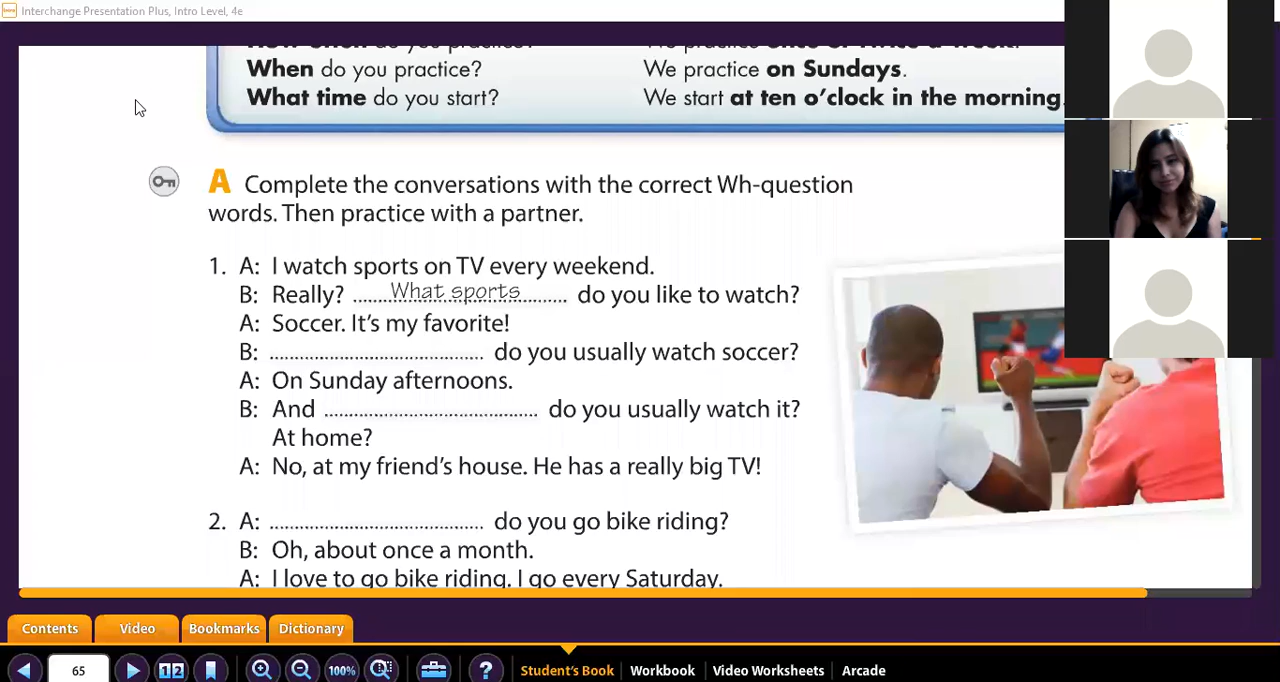 Interchange Presentation Plus, Intro Level, 4e
When do you practice? We practice on Sundays.
What time do you start? We start at ten o'clock in the morning.
A Complete the conversations with the correct Wh-question
words. Then practice with a partner.
1. A: I watch sports on TV every weekend.
B: Really? What sports do you like to watch?
A: Soccer. It's my favorite!
B: do you usually watch soccer?
A: On Sunday afternoons.
B: And do you usually watch it?
At home?
A: No, at my friend's house. He has a really big TV!
2. A: do you go bike riding?
B: Oh, about once a month.
A: I love to go bike riding. I go every Saturday.
Contents Video Bookmarks Dictionary
65 12 100% ? Student's Book Workbook Video Worksheets Arcade